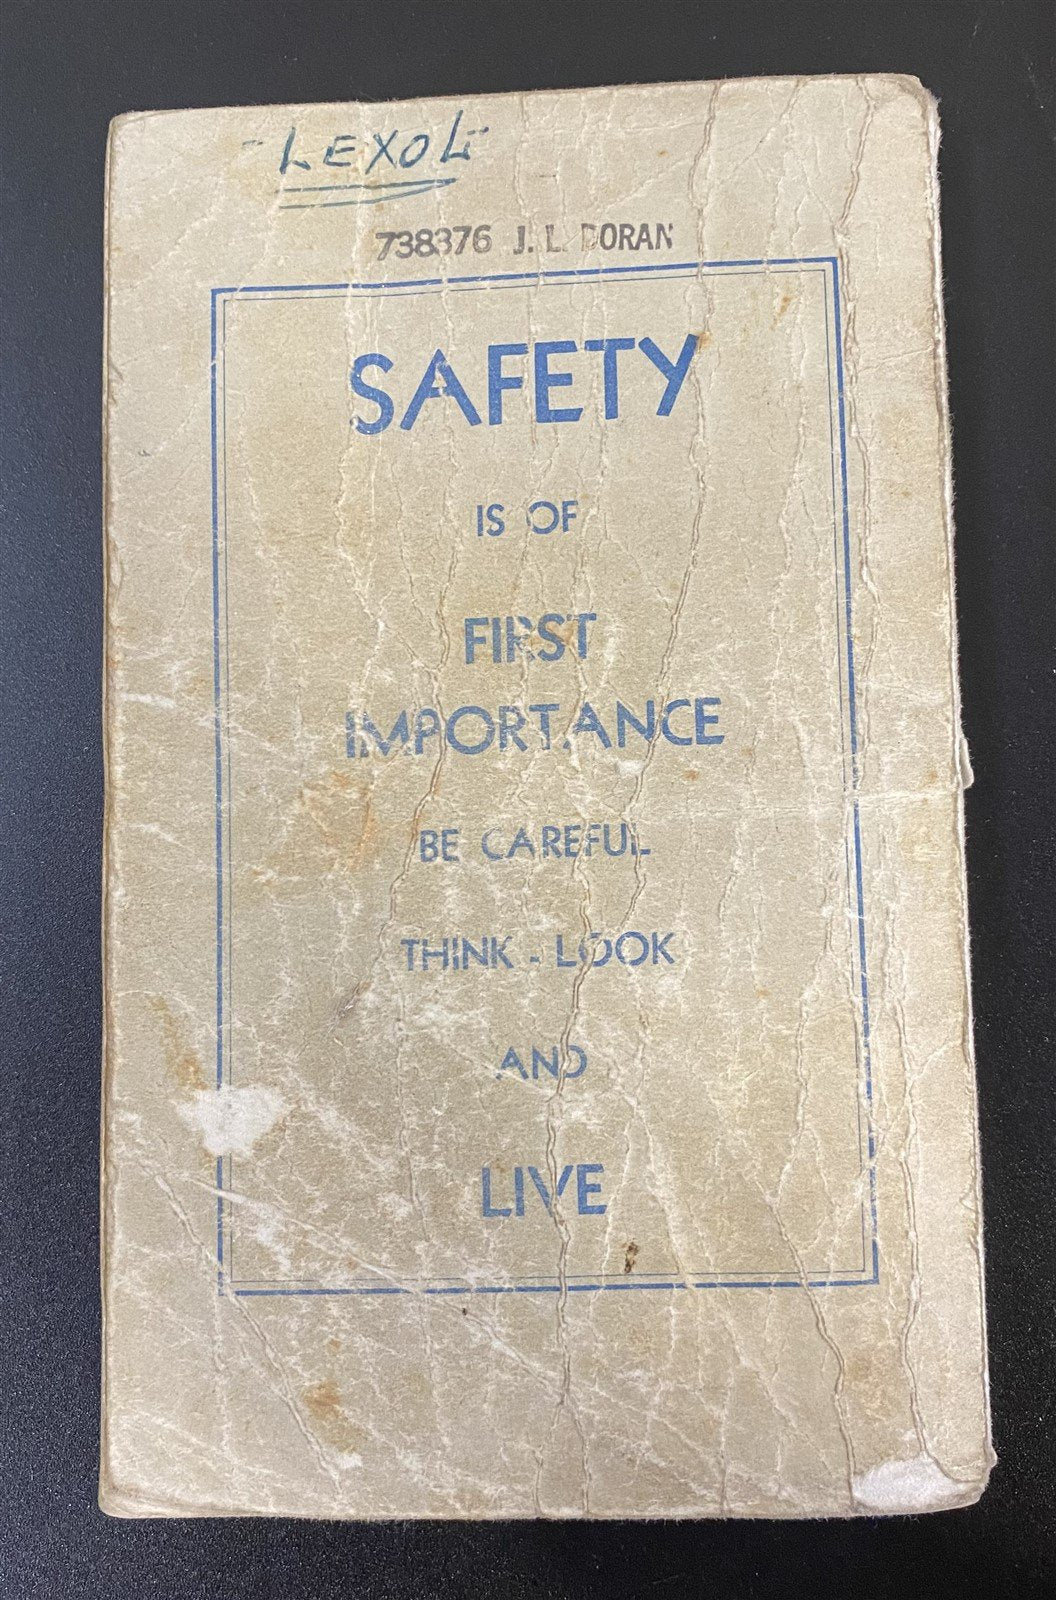 -LEXOL-
738376 J. L. DORAN
SAFETY
IS OF
FIRST
IMPORTANCE
BE CAREFUL
THINK - LOOK
AND
LIVE